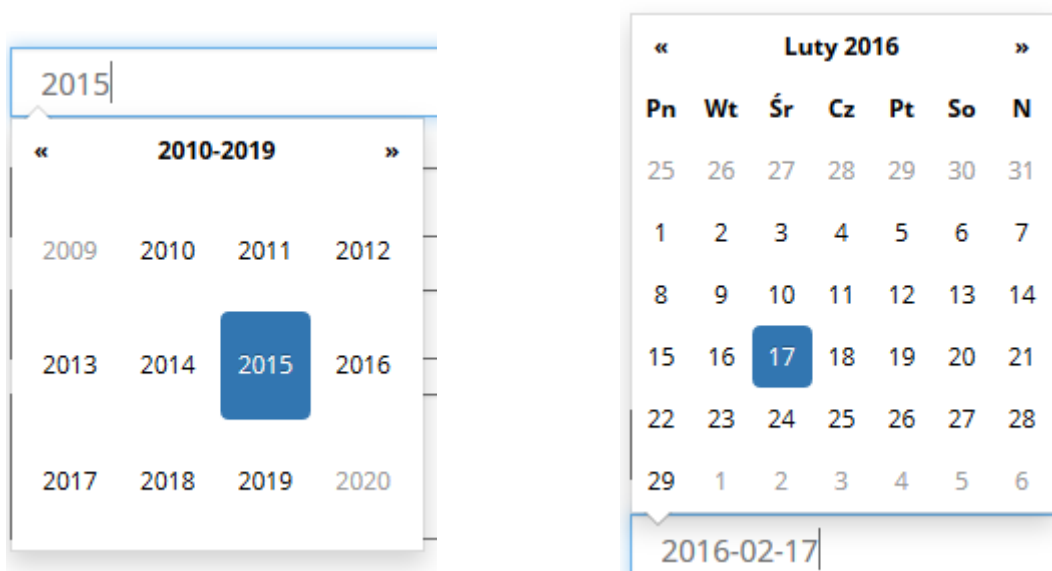 2015
« 2010-2019 »
2009 2010 2011 2012
2013 2014 2015 2016
2017 2018 2019 2020
« Luty 2016 »
Pn Wt Śr Cz Pt So N
25 26 27 28 29 30 31
1 2 3 4 5 6 7
8 9 10 11 12 13 14
15 16 17 18 19 20 21
22 23 24 25 26 27 28
29 1 2 3 4 5 6
2016-02-17